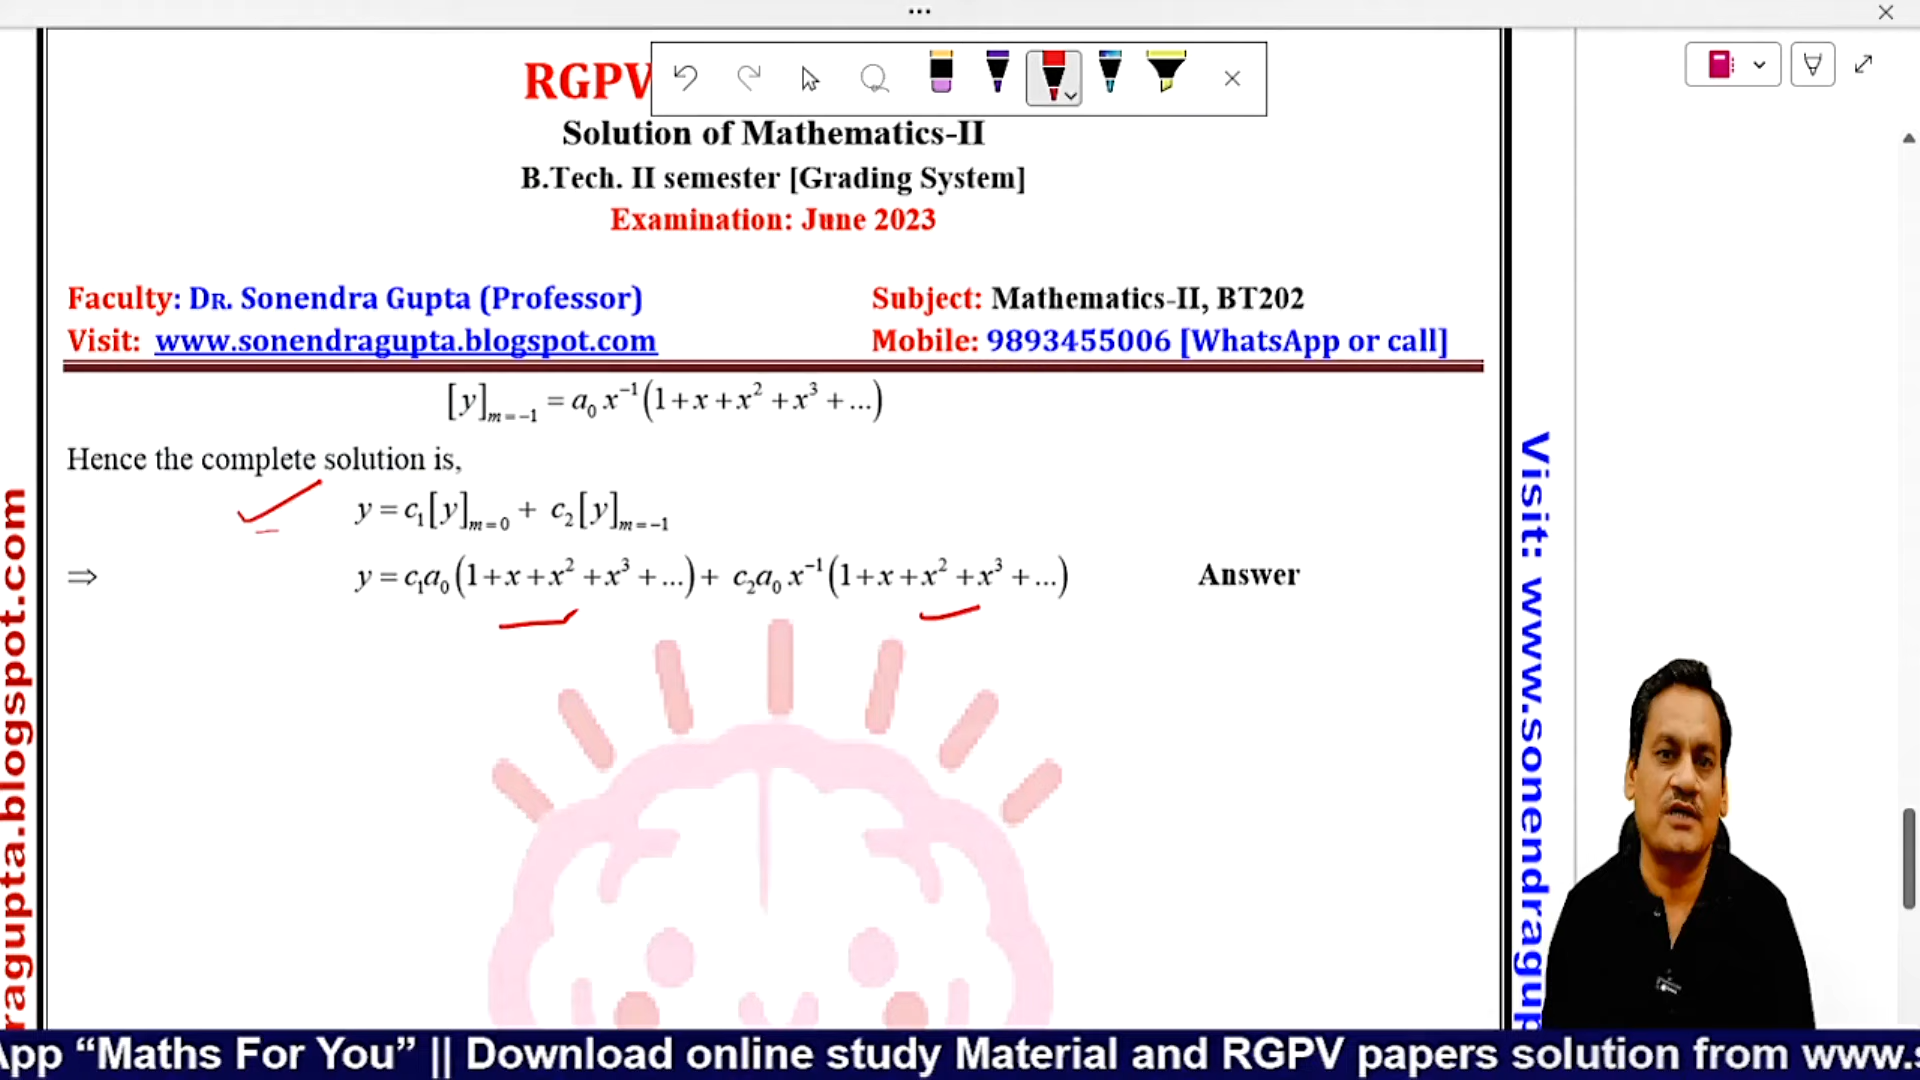 RGPV
Solution of Mathematics-II
B.Tech. II semester [Grading System]
Examination: June 2023
Faculty: DR. Sonendra Gupta (Professor)
Subject: Mathematics-II, BT202
Visit: www.sonendragupta.blogspot.com
Mobile: 9893455006 [WhatsApp or call]
[y]ₘ₌₋₁ = a₀ x⁻¹(1+x+x² +x³ +...)
Hence the complete solution is,
y = c₁[y]ₘ₌₀ + c₂[y]ₘ₌₋₁
⇒ y = c₁a₀(1+x+x² +x³ +...)+ c₂a₀ x⁻¹(1+x+x² +x³ +...) Answer
ragupta.blogspot.com
Visit: www.sonendragup
App “Maths For You” || Download online study Material and RGPV papers solution from www.s